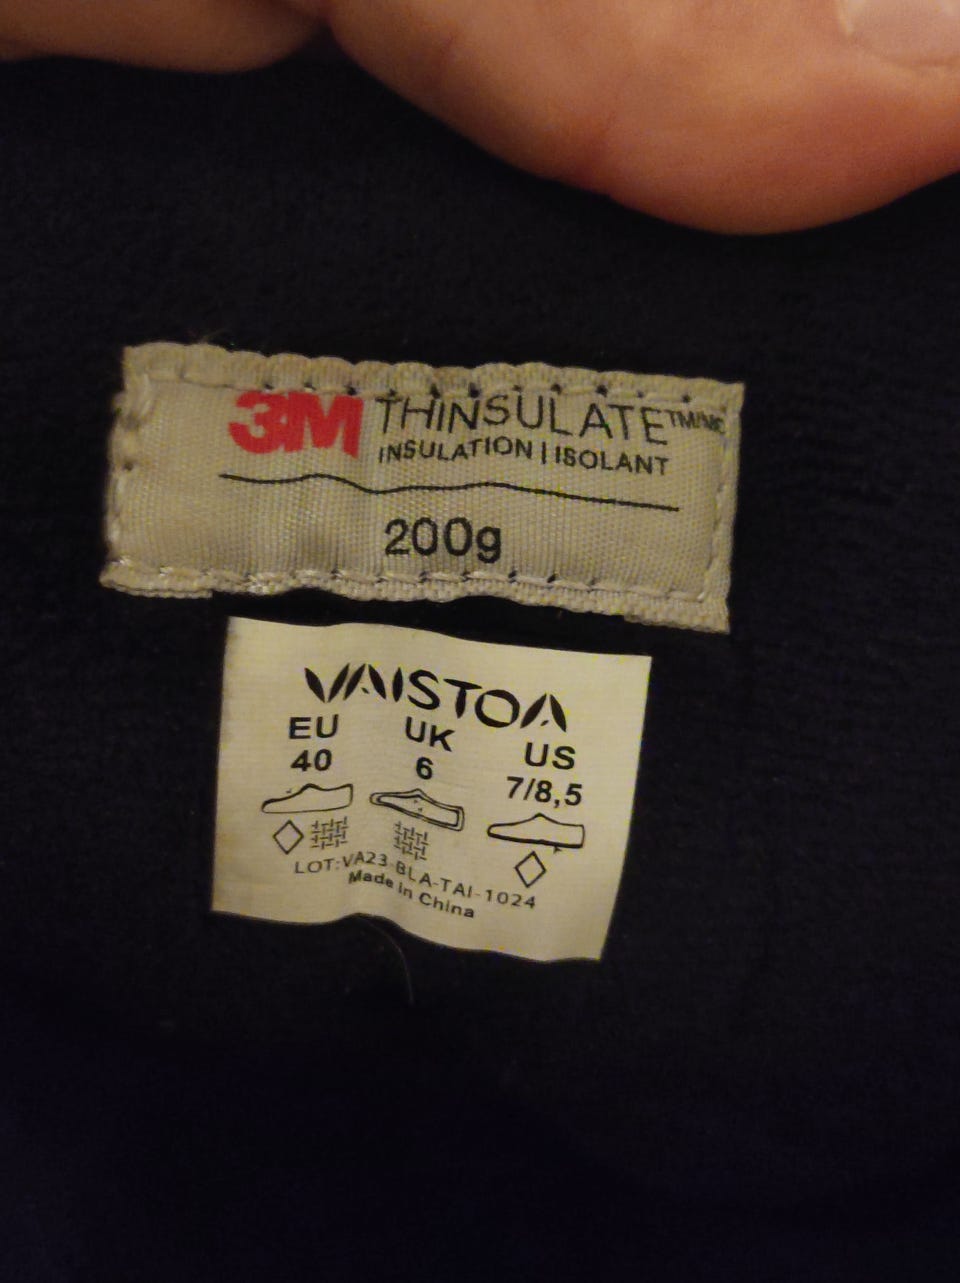 3M THINSULATE™/MC
INSULATION | ISOLANT
200g
VAISTOA
EU UK US
40 6 7/8,5
LOT:VA23-BLA-TAI-1024
Made in China